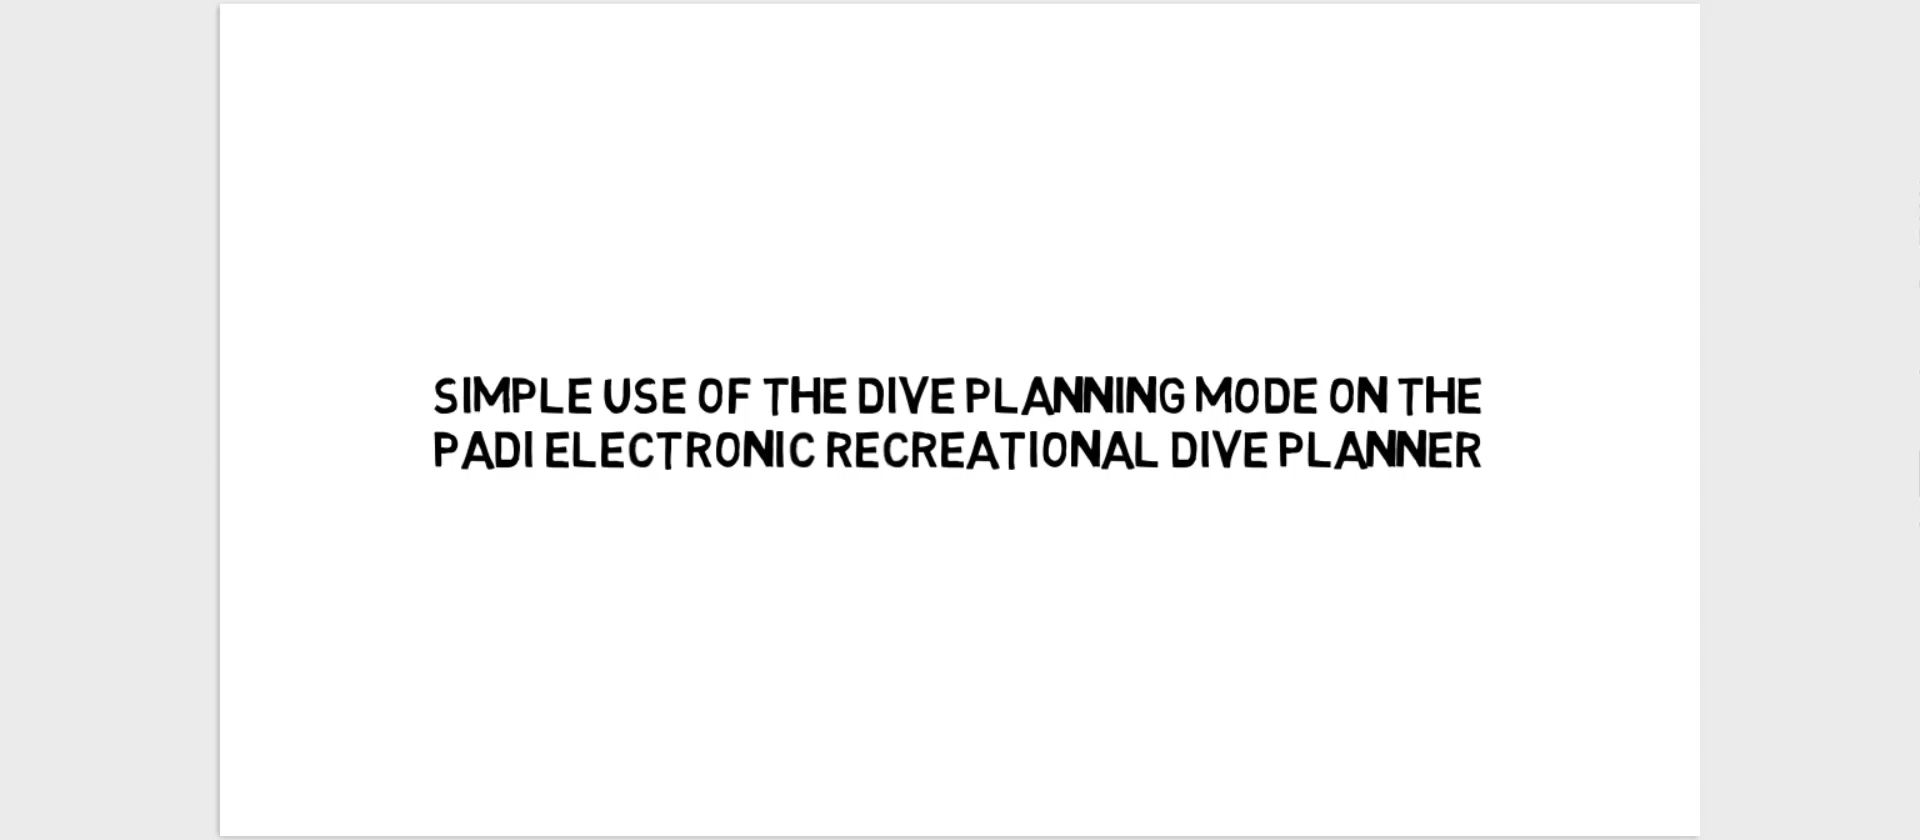 SIMPLE USE OF THE DIVE PLANNING MODE ON THE
PADI ELECTRONIC RECREATIONAL DIVE PLANNER